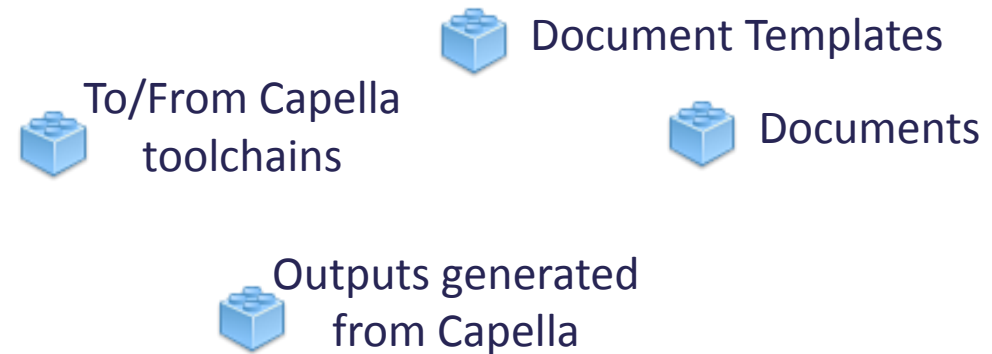 Document Templates
To/From Capella
toolchains
Documents
Outputs generated
from Capella